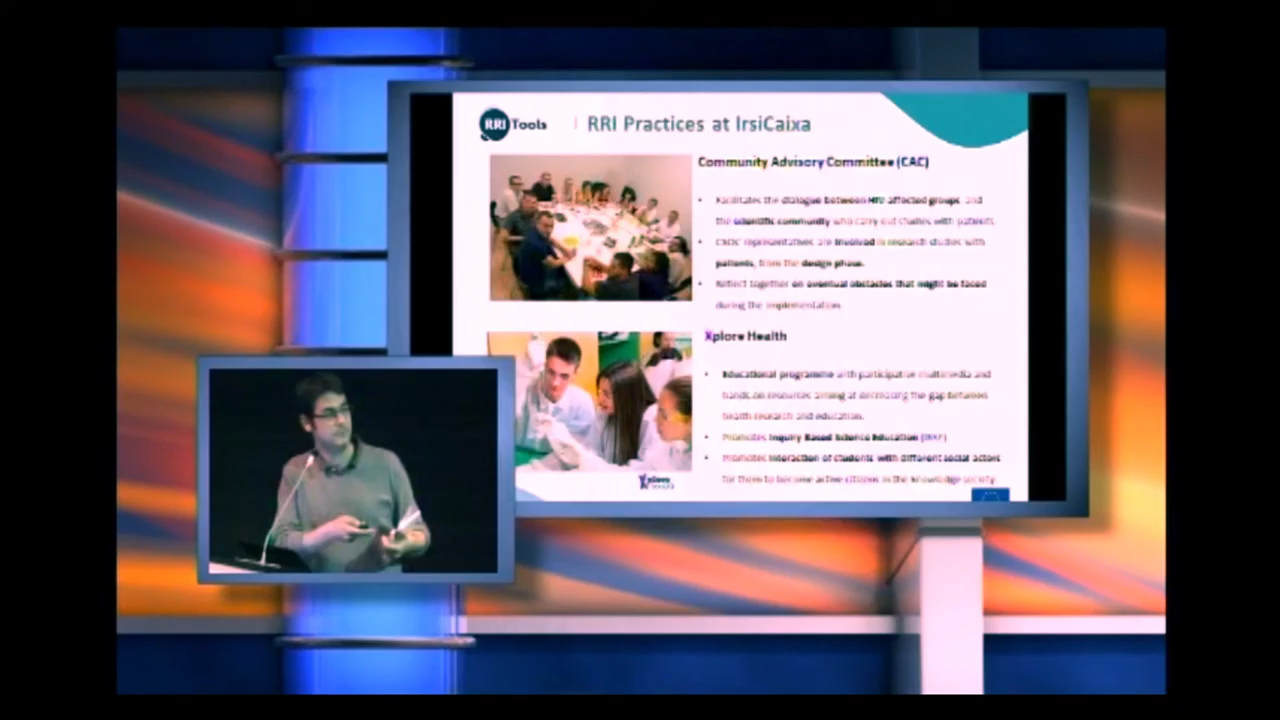 RRI Tools
RRI Practices at IrsiCaixa
Community Advisory Committee (CAC)
• Facilitates the dialogue between HIV-affected groups and
the scientific community who carry out studies with patients.
• representatives are involved in research studies with
patients, from the design phase.
• Reflect together on eventual obstacles that might be faced
during the implementation.
Xplore Health
• Educational programme with participative multimedia and
hands-on resources aiming at decreasing the gap between
health research and education.
• Promotes Inquiry Based Science Education (IBSE)
• Promotes interaction of students with different social actors
for them to become active citizens in the knowledge society.
Xplore